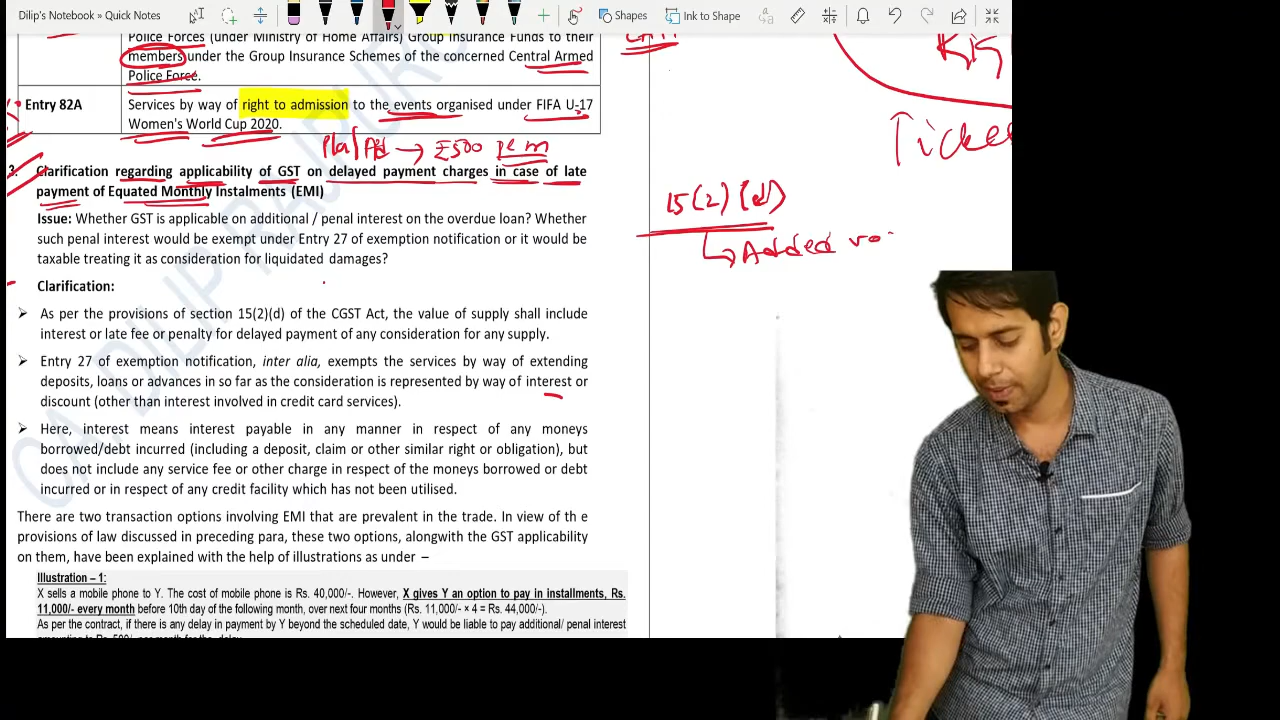 Dilip's Notebook » Quick Notes
Shapes
Ink to Shape
Police Forces (under Ministry of Home Affairs) Group Insurance Funds to their
members under the Group Insurance Schemes of the concerned Central Armed
Police Force.
Entry 82A
Services by way of right to admission to the events organised under FIFA U-17
Women's World Cup 2020.
→ ₹500 pe m
Ticke
3. Clarification regarding applicability of GST on delayed payment charges in case of late
payment of Equated Monthly Instalments (EMI)
15(2)(d)
Added va
Issue: Whether GST is applicable on additional / penal interest on the overdue loan? Whether
such penal interest would be exempt under Entry 27 of exemption notification or it would be
taxable treating it as consideration for liquidated damages?
Clarification:
➢ As per the provisions of section 15(2)(d) of the CGST Act, the value of supply shall include
interest or late fee or penalty for delayed payment of any consideration for any supply.
➢ Entry 27 of exemption notification, inter alia, exempts the services by way of extending
deposits, loans or advances in so far as the consideration is represented by way of interest or
discount (other than interest involved in credit card services).
➢ Here, interest means interest payable in any manner in respect of any moneys
borrowed/debt incurred (including a deposit, claim or other similar right or obligation), but
does not include any service fee or other charge in respect of the moneys borrowed or debt
incurred or in respect of any credit facility which has not been utilised.
There are two transaction options involving EMI that are prevalent in the trade. In view of th e
provisions of law discussed in preceding para, these two options, alongwith the GST applicability
on them, have been explained with the help of illustrations as under –
Illustration – 1:
X sells a mobile phone to Y. The cost of mobile phone is Rs. 40,000/-. However, X gives Y an option to pay in installments, Rs.
11,000/- every month before 10th day of the following month, over next four months (Rs. 11,000/- × 4 = Rs. 44,000/-).
As per the contract, if there is any delay in payment by Y beyond the scheduled date, Y would be liable to pay additional/ penal interest
amounting to Rs. 500/- per month for the delay.
CA. DILIP RAJPUROHIT